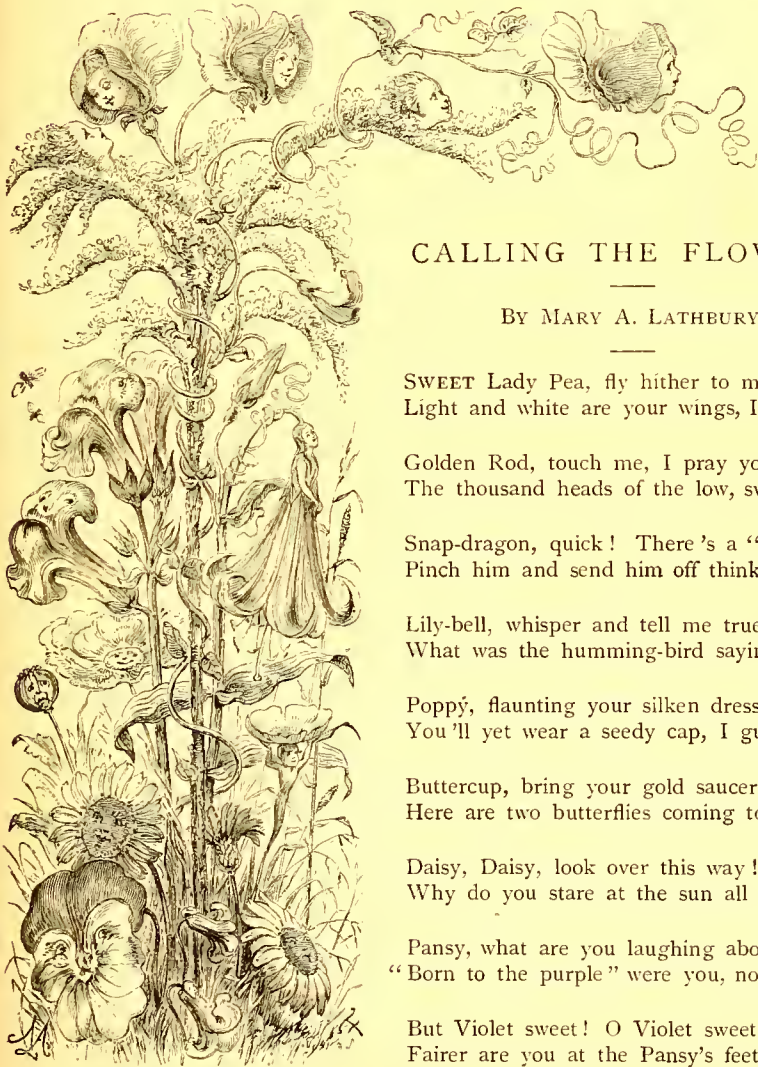 CALLING THE FLOW
BY MARY A. LATHBURY
SWEET Lady Pea, fly hither to m
Light and white are your wings, I
Golden Rod, touch me, I pray yo
The thousand heads of the low, sw
Snap-dragon, quick! There's a “
Pinch him and send him off think
Lily-bell, whisper and tell me true
What was the humming-bird sayin
Poppy, flaunting your silken dress
You'll yet wear a seedy cap, I gu
Buttercup, bring your gold saucer
Here are two butterflies coming to
Daisy, Daisy, look over this way!
Why do you stare at the sun all
Pansy, what are you laughing abo
“Born to the purple” were you, no
But Violet sweet! O Violet sweet
Fairer are you at the Pansy's feet